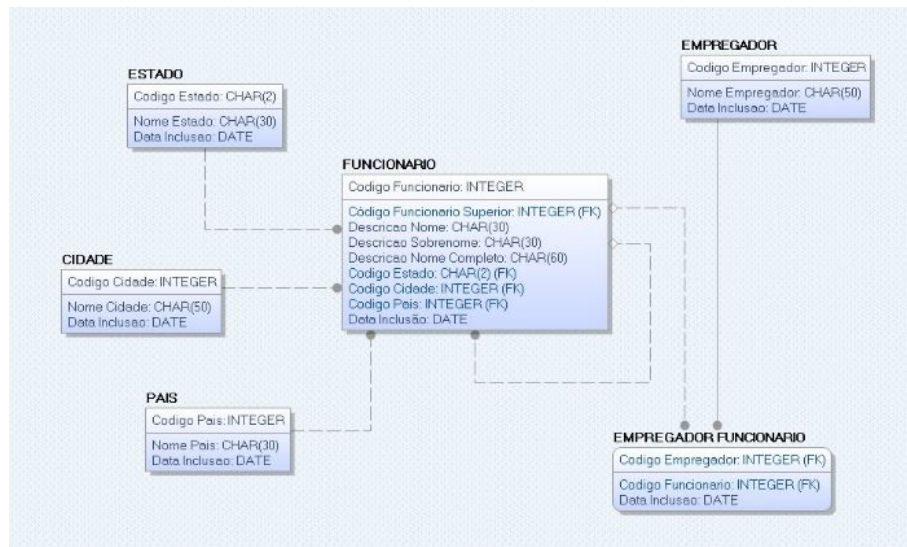 EMPREGADOR
Codigo Empregador: INTEGER
Nome Empregador: CHAR(50)
Data Inclusao: DATE
ESTADO
Codigo Estado: CHAR(2)
Nome Estado: CHAR(30)
Data Inclusao: DATE
FUNCIONARIO
Codigo Funcionario: INTEGER
Código Funcionario Superior: INTEGER (FK)
Descricao Nome: CHAR(30)
Descricao Sobrenome: CHAR(30)
Descricao Nome Completo: CHAR(60)
Codigo Estado: CHAR(2) (FK)
Codigo Cidade: INTEGER (FK)
Codigo Pais: INTEGER (FK)
Data Inclusão: DATE
CIDADE
Codigo Cidade: INTEGER
Nome Cidade: CHAR(50)
Data Inclusao: DATE
PAIS
Codigo Pais: INTEGER
Nome Pais: CHAR(30)
Data Inclusao: DATE
EMPREGADOR FUNCIONARIO
Codigo Empregador: INTEGER (FK)
Codigo Funcionario: INTEGER (FK)
Data Inclusao: DATE